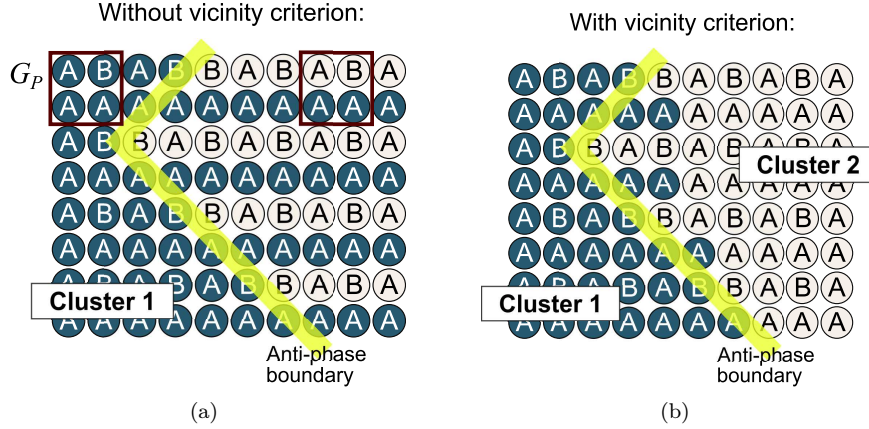 Without vicinity criterion:
G_P
A B A B B A B A B A
A A A A A A A A A A
A B B A B A B A B A
A A A A A A A A A A
A B A B B A B A B A
A A A A A A A A A A
A B A B A B B A B A
Cluster 1
A A A A A A A A A A
Anti-phase
boundary
(a)
With vicinity criterion:
A B A B B A B A B A
A A A A A A A A A A
A B B A B A B A B A
Cluster 2
A A A A A A A A A A
A B A B B A B A B A
A A A A A A A A A A
A B A B A B B A B A
Cluster 1
A A A A A A A A A A
Anti-phase
boundary
(b)